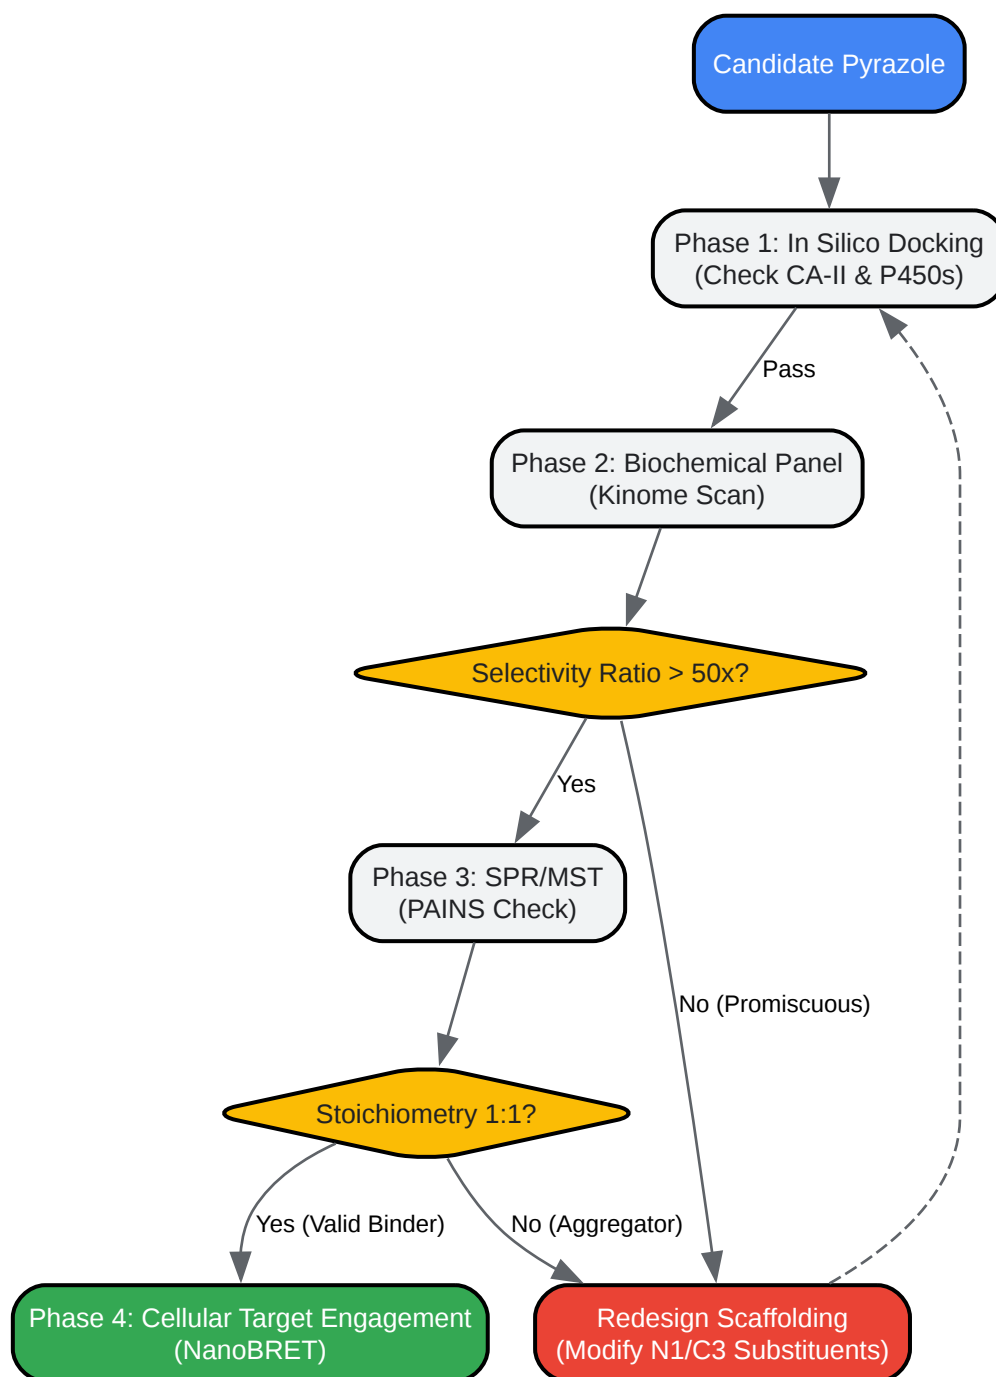 Candidate Pyrazole
Phase 1: In Silico Docking
(Check CA-II & P450s)
Pass
Phase 2: Biochemical Panel
(Kinome Scan)
Selectivity Ratio > 50x?
Yes
Phase 3: SPR/MST
(PAINS Check)
No (Promiscuous)
Stoichiometry 1:1?
Yes (Valid Binder)
No (Aggregator)
Phase 4: Cellular Target Engagement
(NanoBRET)
Redesign Scaffolding
(Modify N1/C3 Substituents)